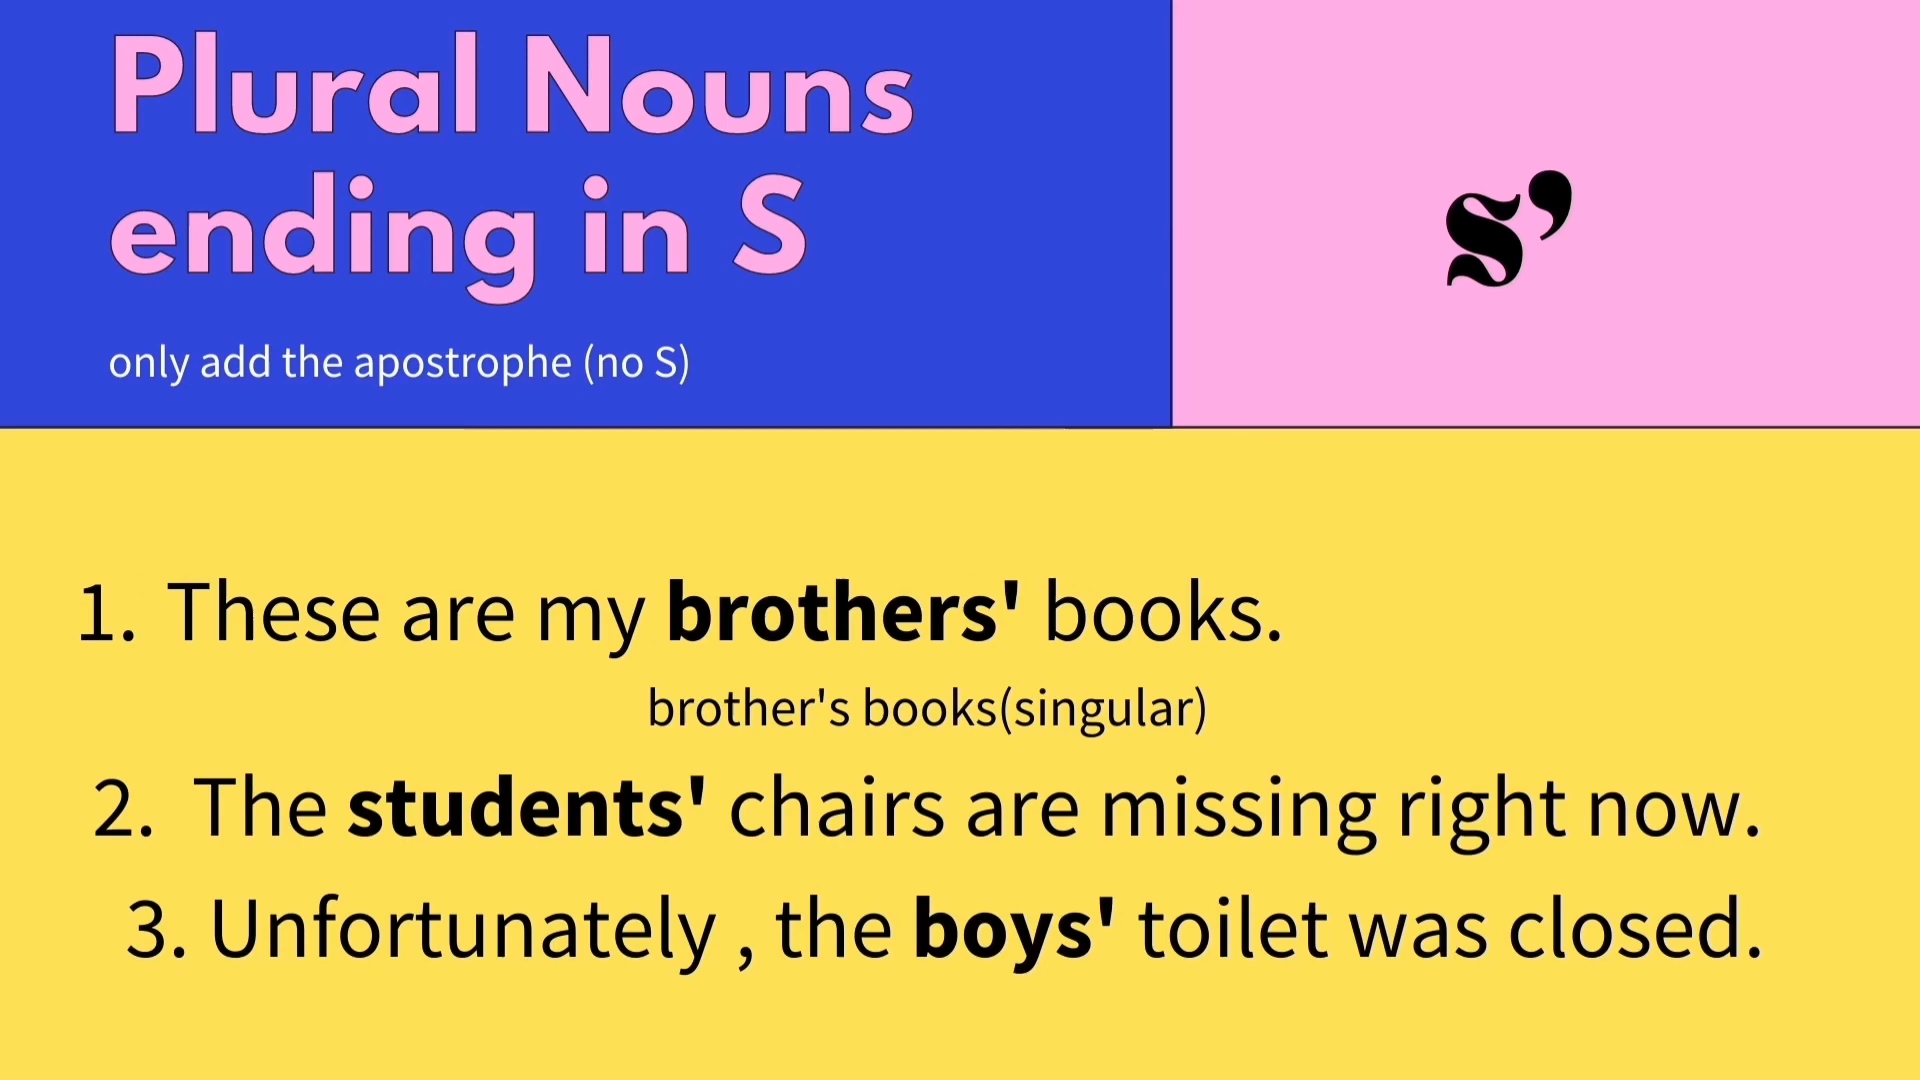 Plural Nouns
ending in S
only add the apostrophe (no S)
s’
1. These are my brothers' books.
brother's books(singular)
2. The students' chairs are missing right now.
3. Unfortunately , the boys' toilet was closed.